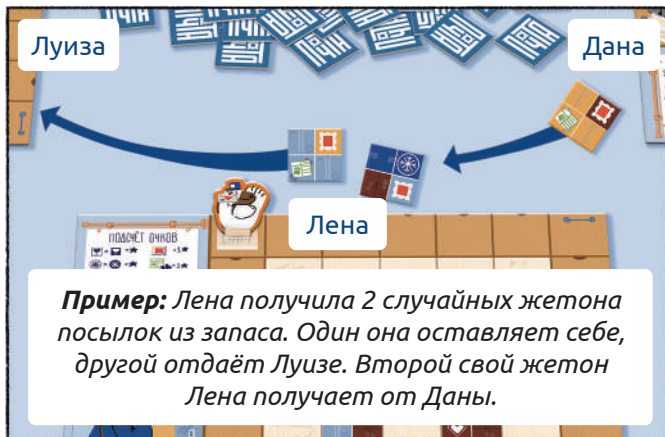 Луиза
Дана
Лена
ПОДСЧЁТ ОЧКОВ
Пример: Лена получила 2 случайных жетона
посылок из запаса. Один она оставляет себе,
другой отдаёт Луизе. Второй свой жетон
Лена получает от Даны.